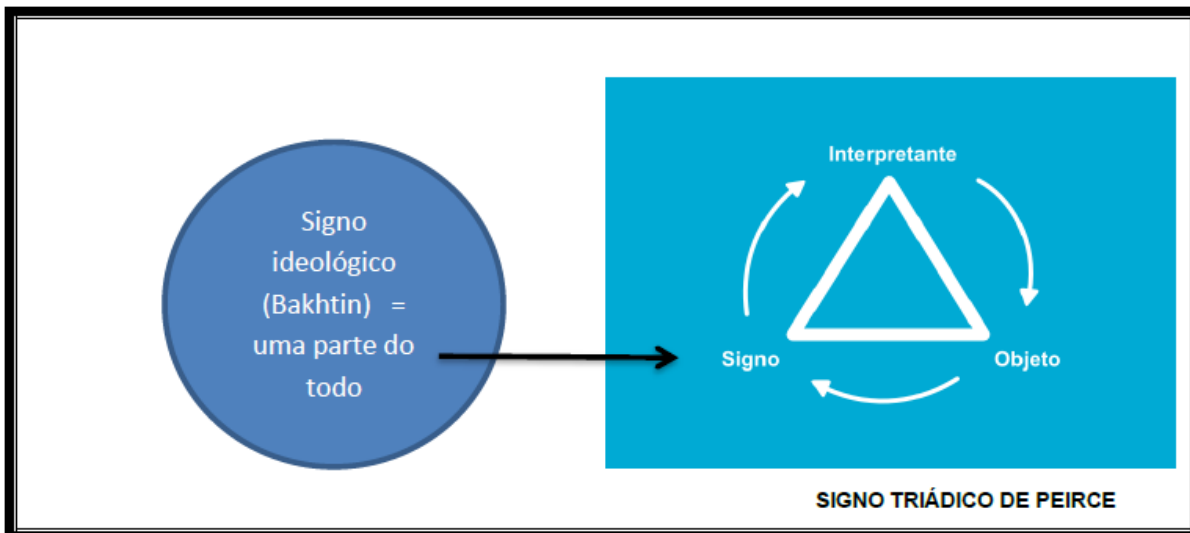 Signo
ideológico
(Bakhtin) =
uma parte do
todo
Interpretante
Signo
Objeto
SIGNO TRIÁDICO DE PEIRCE